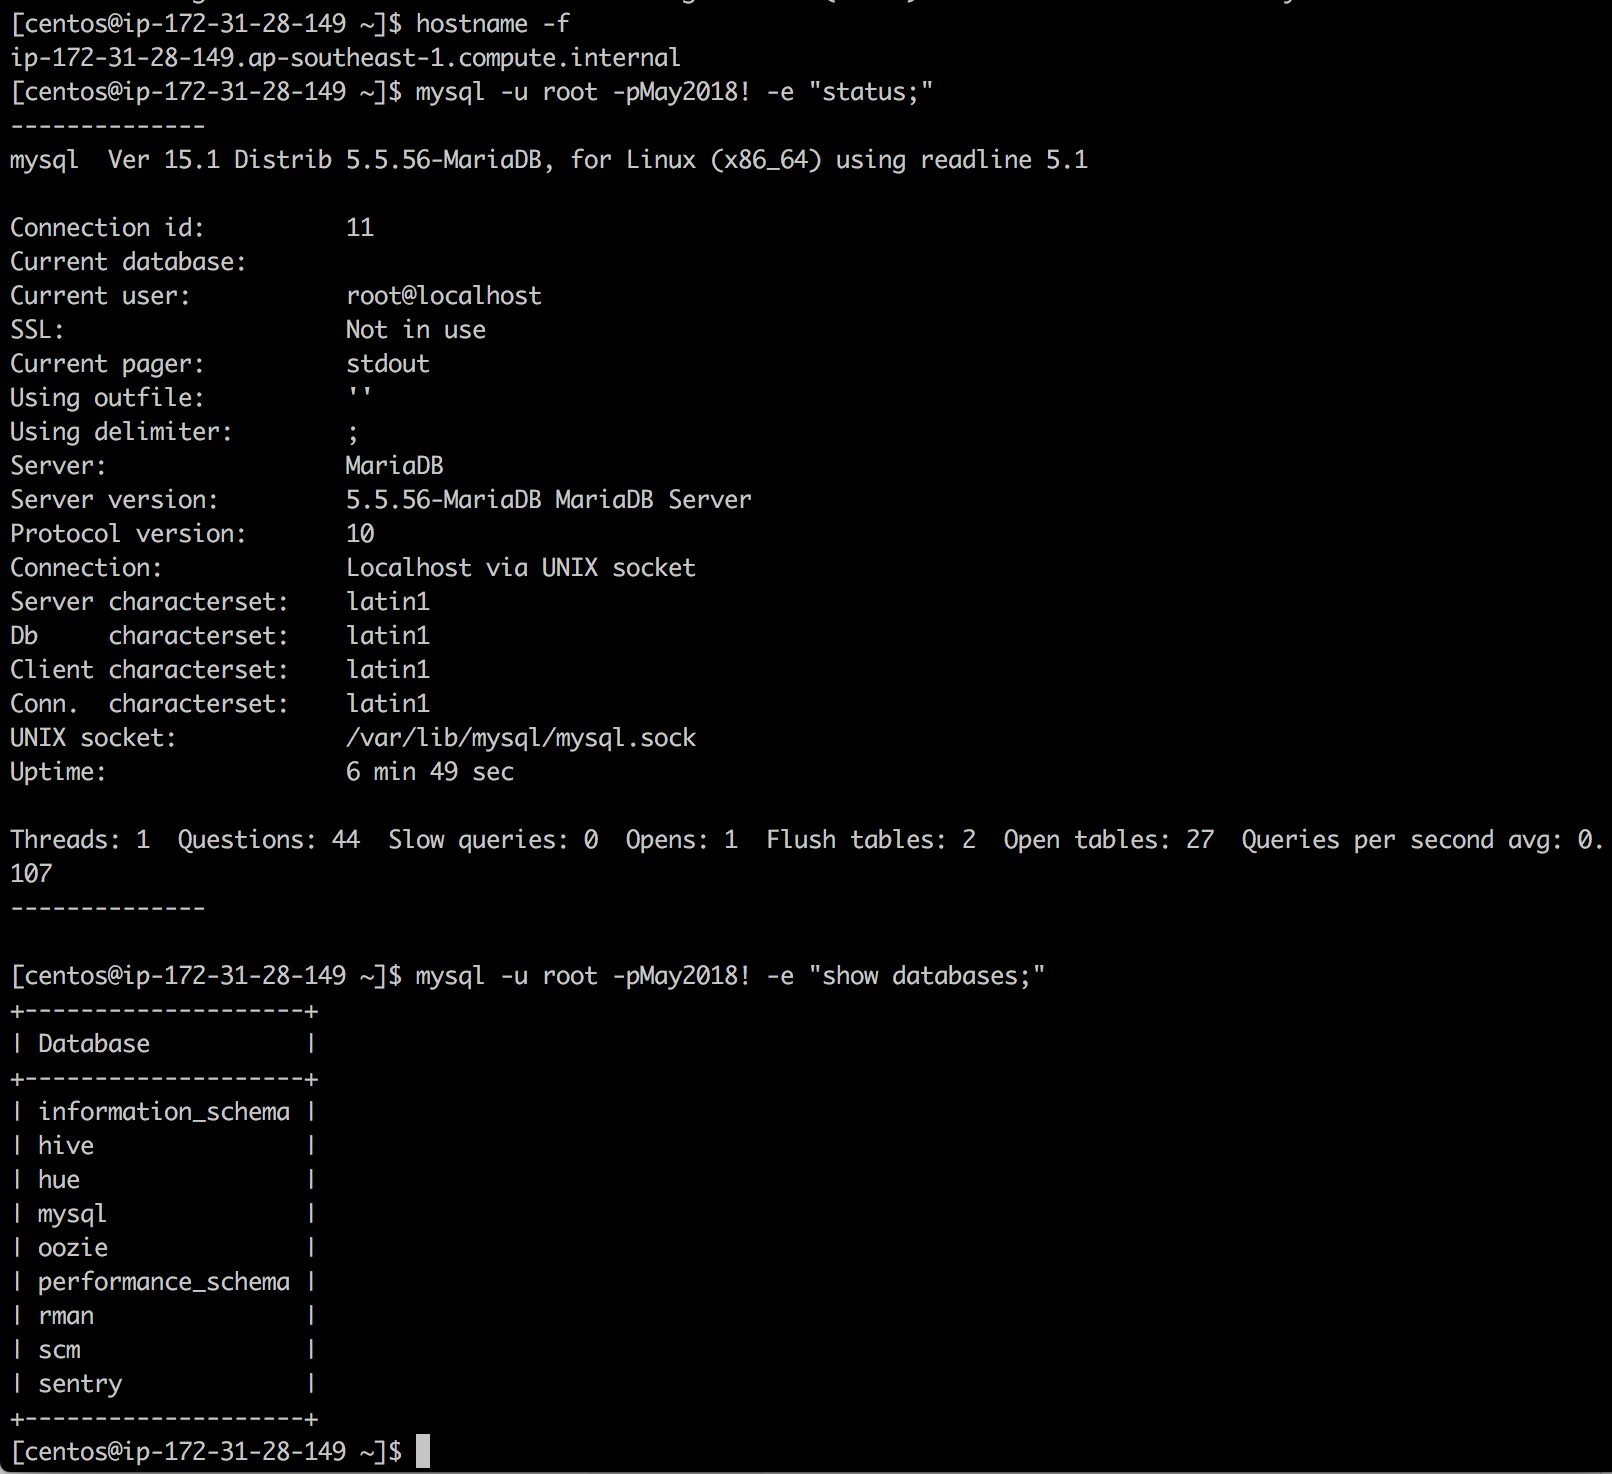 [centos@ip-172-31-28-149 ~]$ hostname -f
ip-172-31-28-149.ap-southeast-1.compute.internal
[centos@ip-172-31-28-149 ~]$ mysql -u root -pMay2018! -e "status;"
--------------
mysql  Ver 15.1 Distrib 5.5.56-MariaDB, for Linux (x86_64) using readline 5.1

Connection id:          11
Current database:
Current user:           root@localhost
SSL:                    Not in use
Current pager:          stdout
Using outfile:          ''
Using delimiter:        ;
Server:                 MariaDB
Server version:         5.5.56-MariaDB MariaDB Server
Protocol version:       10
Connection:             Localhost via UNIX socket
Server characterset:    latin1
Db     characterset:    latin1
Client characterset:    latin1
Conn.  characterset:    latin1
UNIX socket:            /var/lib/mysql/mysql.sock
Uptime:                 6 min 49 sec

Threads: 1  Questions: 44  Slow queries: 0  Opens: 1  Flush tables: 2  Open tables: 27  Queries per second avg: 0.
107
--------------

[centos@ip-172-31-28-149 ~]$ mysql -u root -pMay2018! -e "show databases;"
+--------------------+
| Database           |
+--------------------+
| information_schema |
| hive               |
| hue                |
| mysql              |
| oozie              |
| performance_schema |
| rman               |
| scm                |
| sentry             |
+--------------------+
[centos@ip-172-31-28-149 ~]$